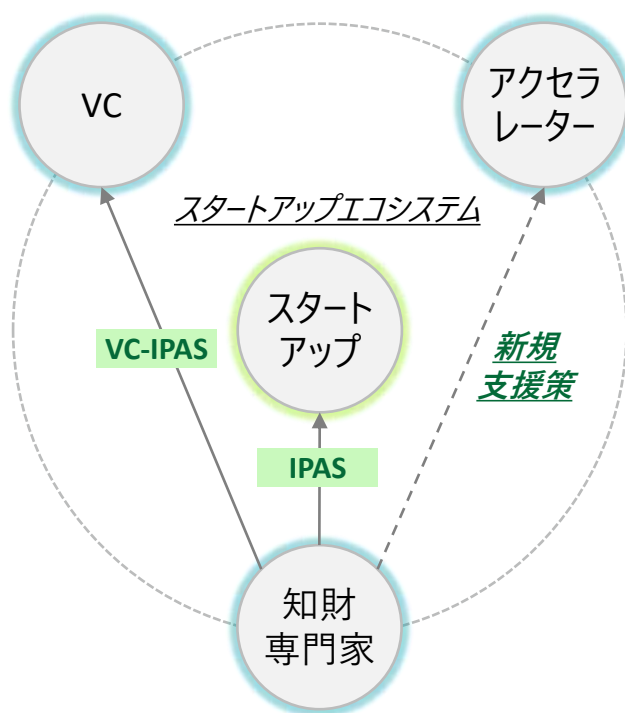 VC
アクセラ
レーター
スタートアップエコシステム
スタート
アップ
VC-IPAS
新規
支援策
IPAS
知財
専門家